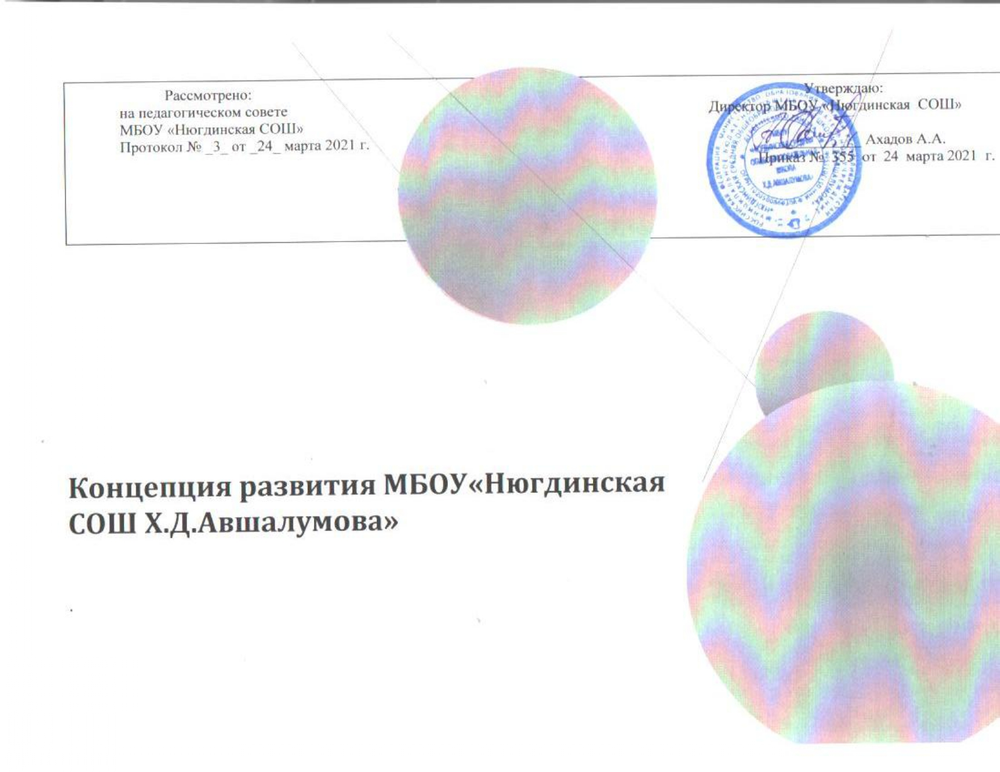 Рассмотрено:
на педагогическом совете
МБОУ «Нюгдинская СОШ»
Протокол № _3_ от _24_ марта 2021 г.
Утверждаю:
Директор МБОУ «Нюгдинская СОШ»
Ахадов А.А.
Приказ № 355 от 24 марта 2021 г.
Концепция развития МБОУ«Нюгдинская
СОШ Х.Д.Авшалумова»